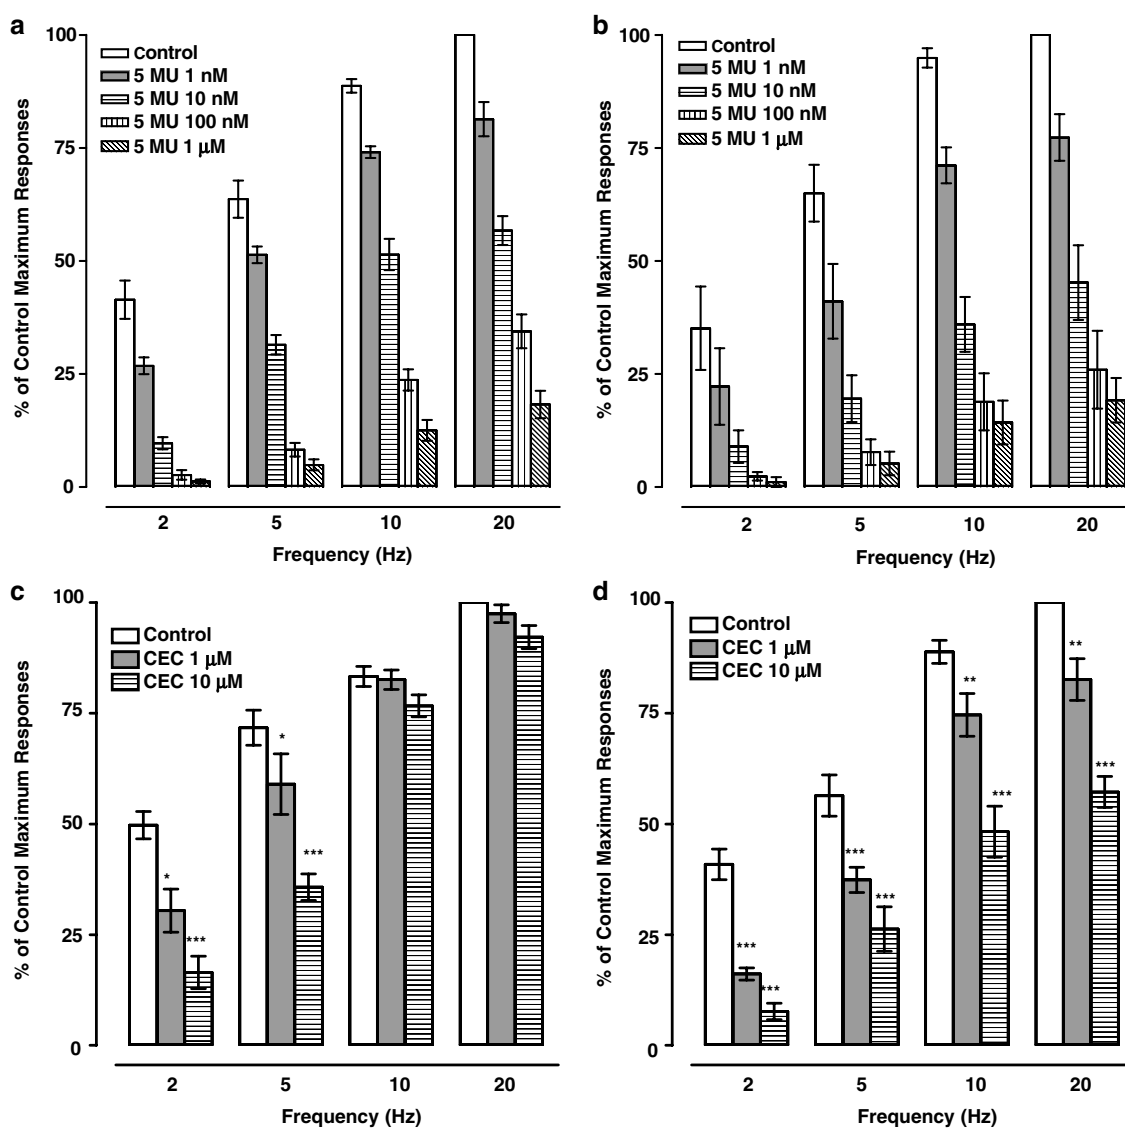 a
100
75
50
25
0
% of Control Maximum Responses
Control
5 MU 1 nM
5 MU 10 nM
5 MU 100 nM
5 MU 1 μM
2 5 10 20
Frequency (Hz)
b
100
75
50
25
0
% of Control Maximum Responses
Control
5 MU 1 nM
5 MU 10 nM
5 MU 100 nM
5 MU 1 μM
2 5 10 20
Frequency (Hz)
c
100
75
50
25
0
% of Control Maximum Responses
Control
CEC 1 μM
CEC 10 μM
* *** * ***
2 5 10 20
Frequency (Hz)
d
100
75
50
25
0
% of Control Maximum Responses
Control
CEC 1 μM
CEC 10 μM
*** *** *** *** ** *** ** ***
2 5 10 20
Frequency (Hz)